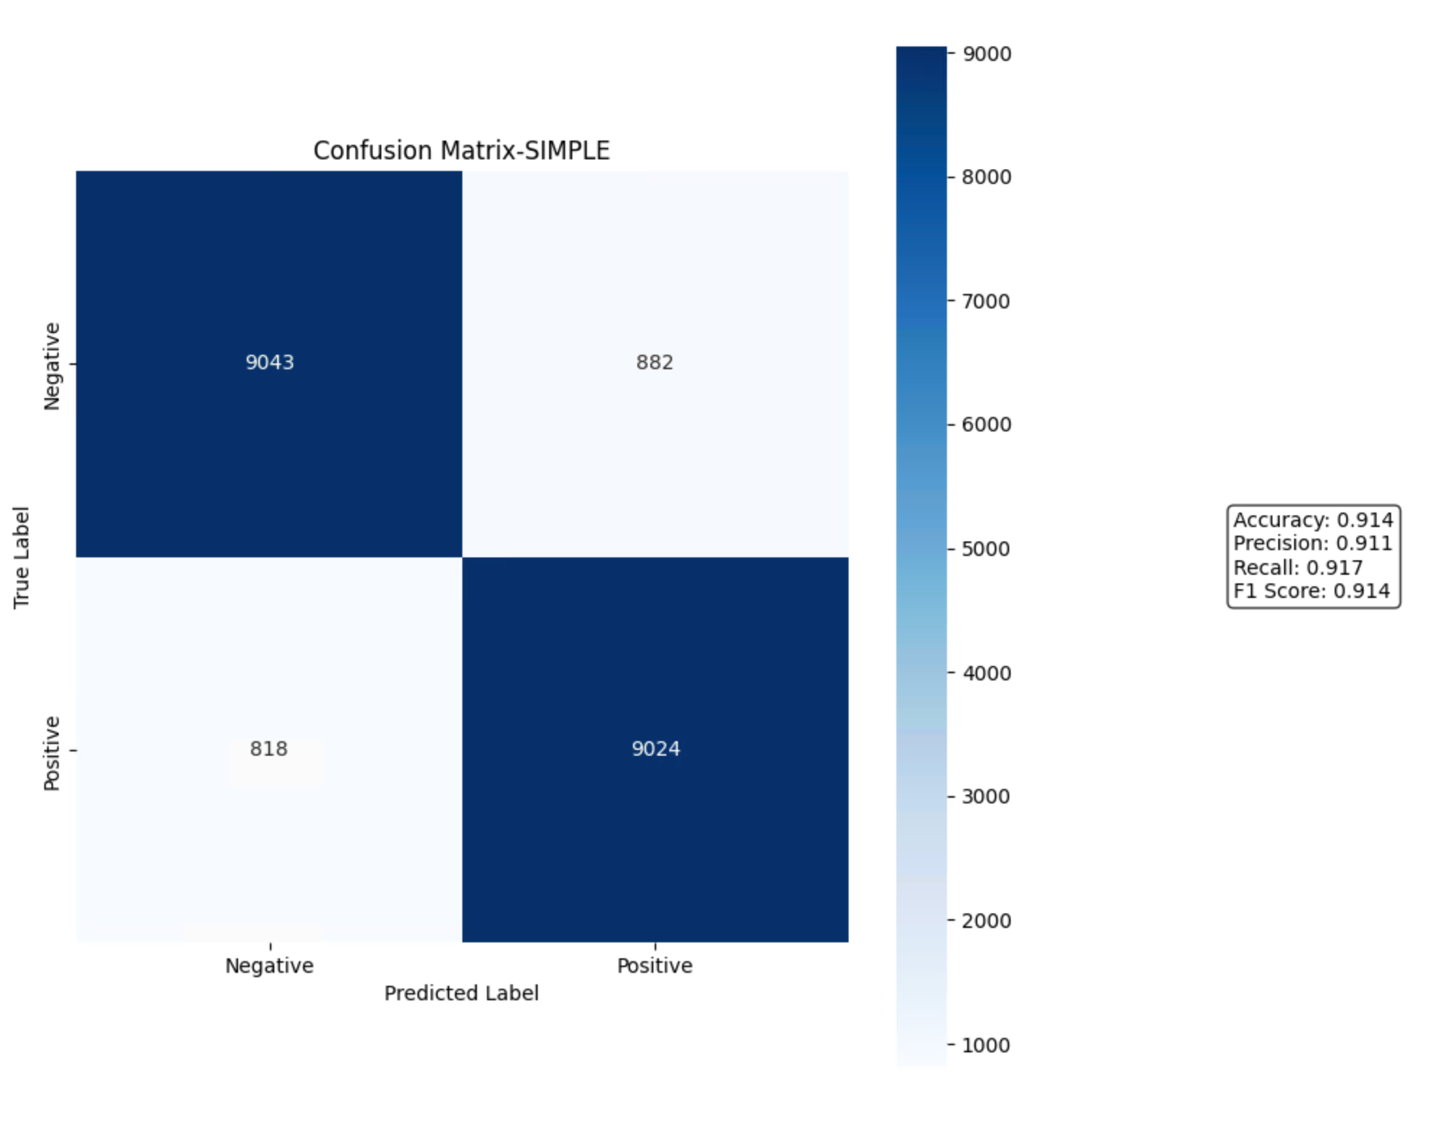 Confusion Matrix-SIMPLE
True Label
Negative
Positive
9043
882
818
9024
Negative
Positive
Predicted Label
9000
8000
7000
6000
5000
4000
3000
2000
1000
Accuracy: 0.914
Precision: 0.911
Recall: 0.917
F1 Score: 0.914